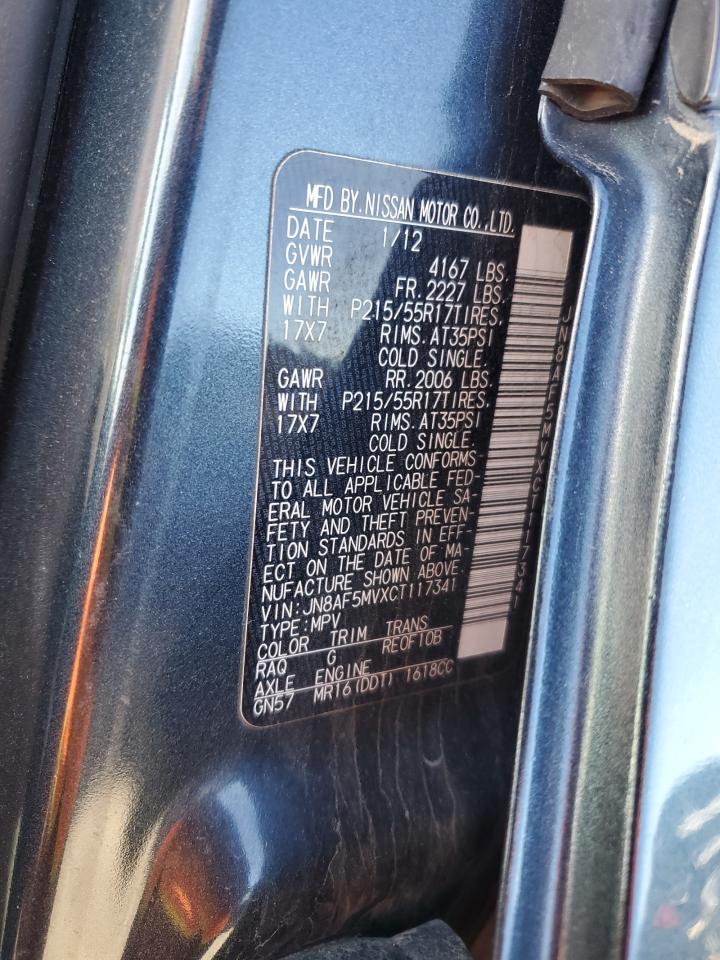 MFD BY.NISSAN MOTOR CO.,LTD.
DATE 1/12
GVWR 4167 LBS.
GAWR FR.2227 LBS.
WITH P215/55R17TIRES,
17X7 RIMS.AT35PSI
COLD SINGLE.
GAWR RR.2006 LBS.
WITH P215/55R17TIRES,
17X7 RIMS.AT35PSI
COLD SINGLE.
THIS VEHICLE CONFORMS
TO ALL APPLICABLE FED-
ERAL MOTOR VEHICLE SA-
FETY AND THEFT PREVEN-
TION STANDARDS IN EFF-
ECT ON THE DATE OF MA-
NUFACTURE SHOWN ABOVE.
VIN:JN8AF5MVXCT117341
TYPE:MPV
COLOR TRIM TRANS
RAQ G RE0F10B
AXLE ENGINE
GN57 MR16(DDT) 1618CC
JN8AF5MVXCT117341